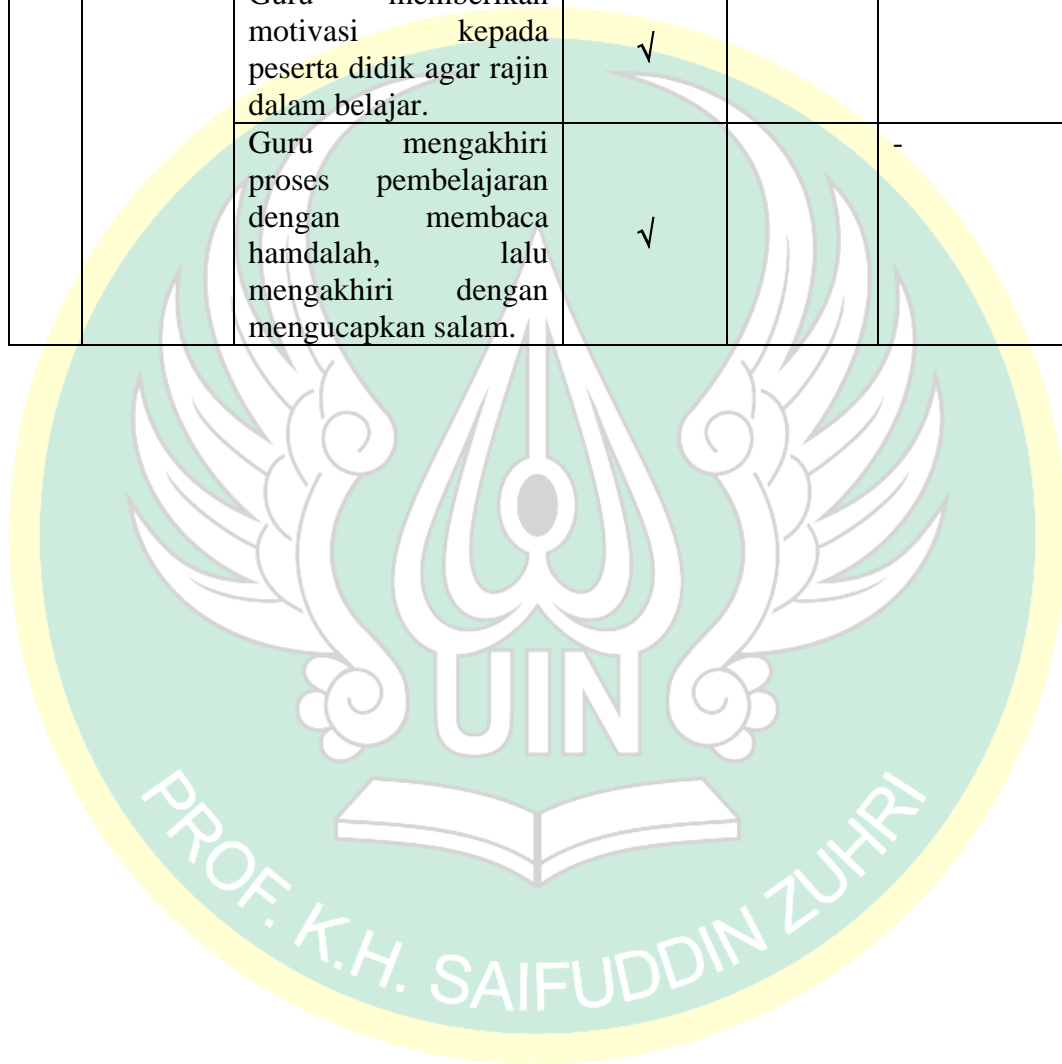 Guru memberikan
motivasi kepada
peserta didik agar rajin
dalam belajar.
√
Guru mengakhiri
proses pembelajaran
dengan membaca
hamdalah, lalu
mengakhiri dengan
mengucapkan salam.
√
-
UIN
PROF. K.H. SAIFUDDIN ZUHRI